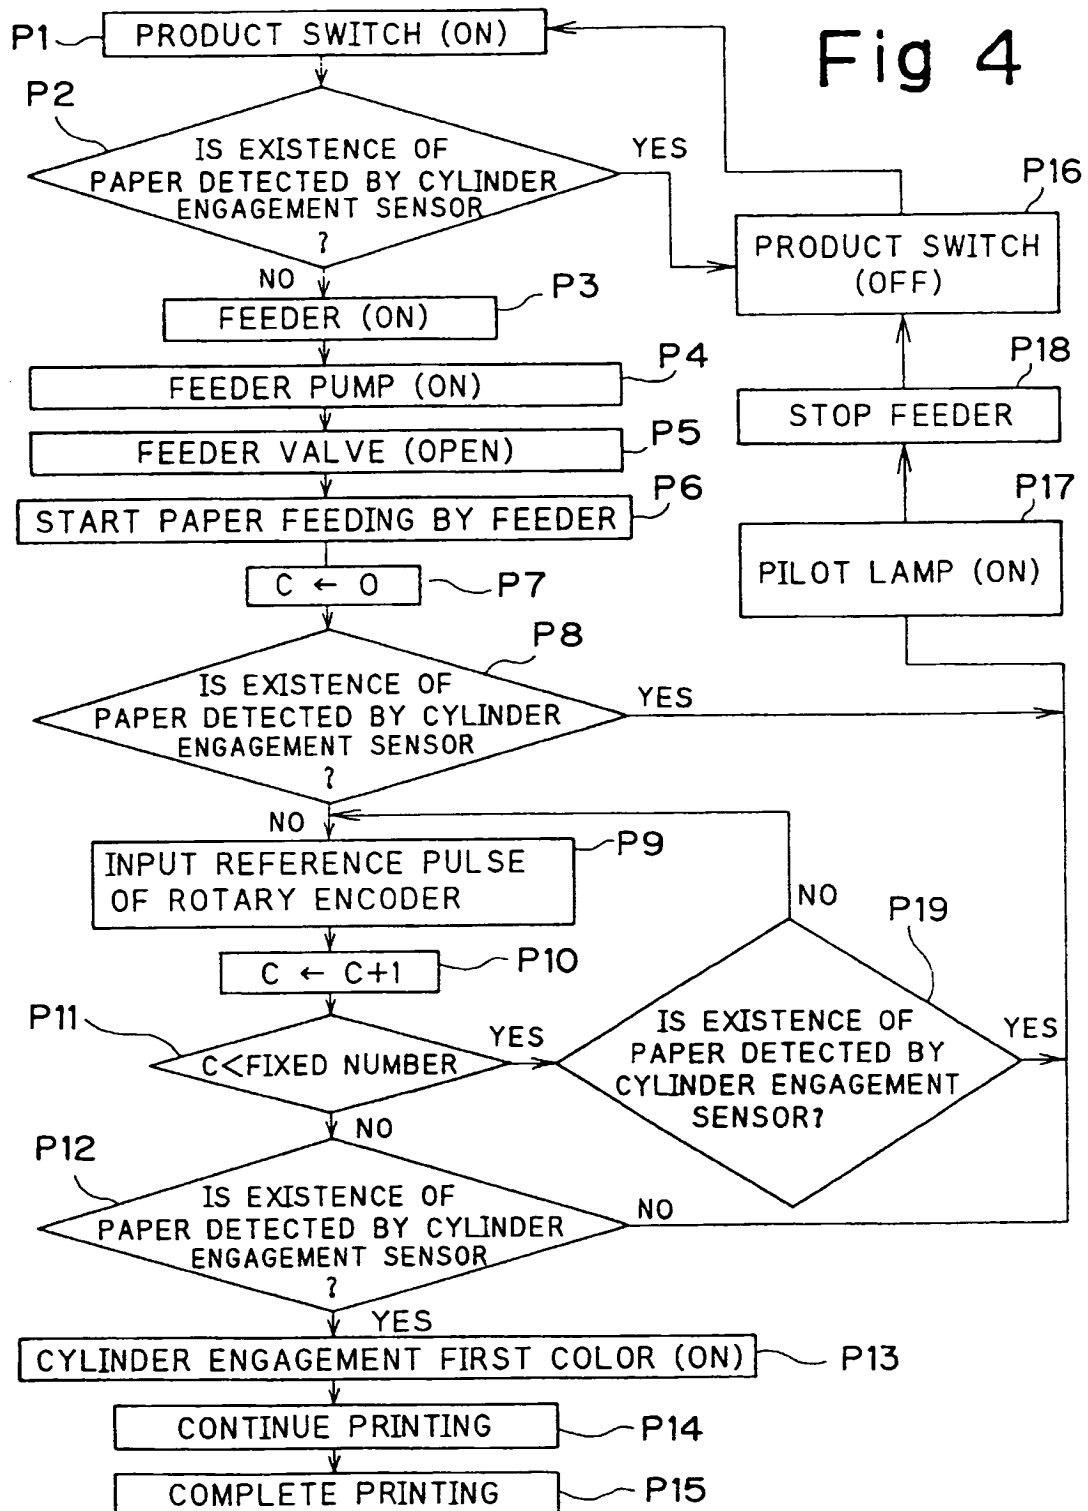 Fig 4
P1
PRODUCT SWITCH (ON)
P2
IS EXISTENCE OF
PAPER DETECTED BY CYLINDER
ENGAGEMENT SENSOR
?
YES
NO
P16
PRODUCT SWITCH
(OFF)
P3
FEEDER (ON)
P4
FEEDER PUMP (ON)
P18
STOP FEEDER
P5
FEEDER VALVE (OPEN)
P6
START PAPER FEEDING BY FEEDER
P17
PILOT LAMP (ON)
C ← 0
P7
P8
IS EXISTENCE OF
PAPER DETECTED BY CYLINDER
ENGAGEMENT SENSOR
?
YES
NO
P9
INPUT REFERENCE PULSE
OF ROTARY ENCODER
NO
P19
C ← C+1
P10
P11
C<FIXED NUMBER
YES
IS EXISTENCE OF
PAPER DETECTED BY
CYLINDER ENGAGEMENT
SENSOR?
YES
NO
P12
IS EXISTENCE OF
PAPER DETECTED BY CYLINDER
ENGAGEMENT SENSOR
?
NO
YES
CYLINDER ENGAGEMENT FIRST COLOR (ON)
P13
CONTINUE PRINTING
P14
COMPLETE PRINTING
P15